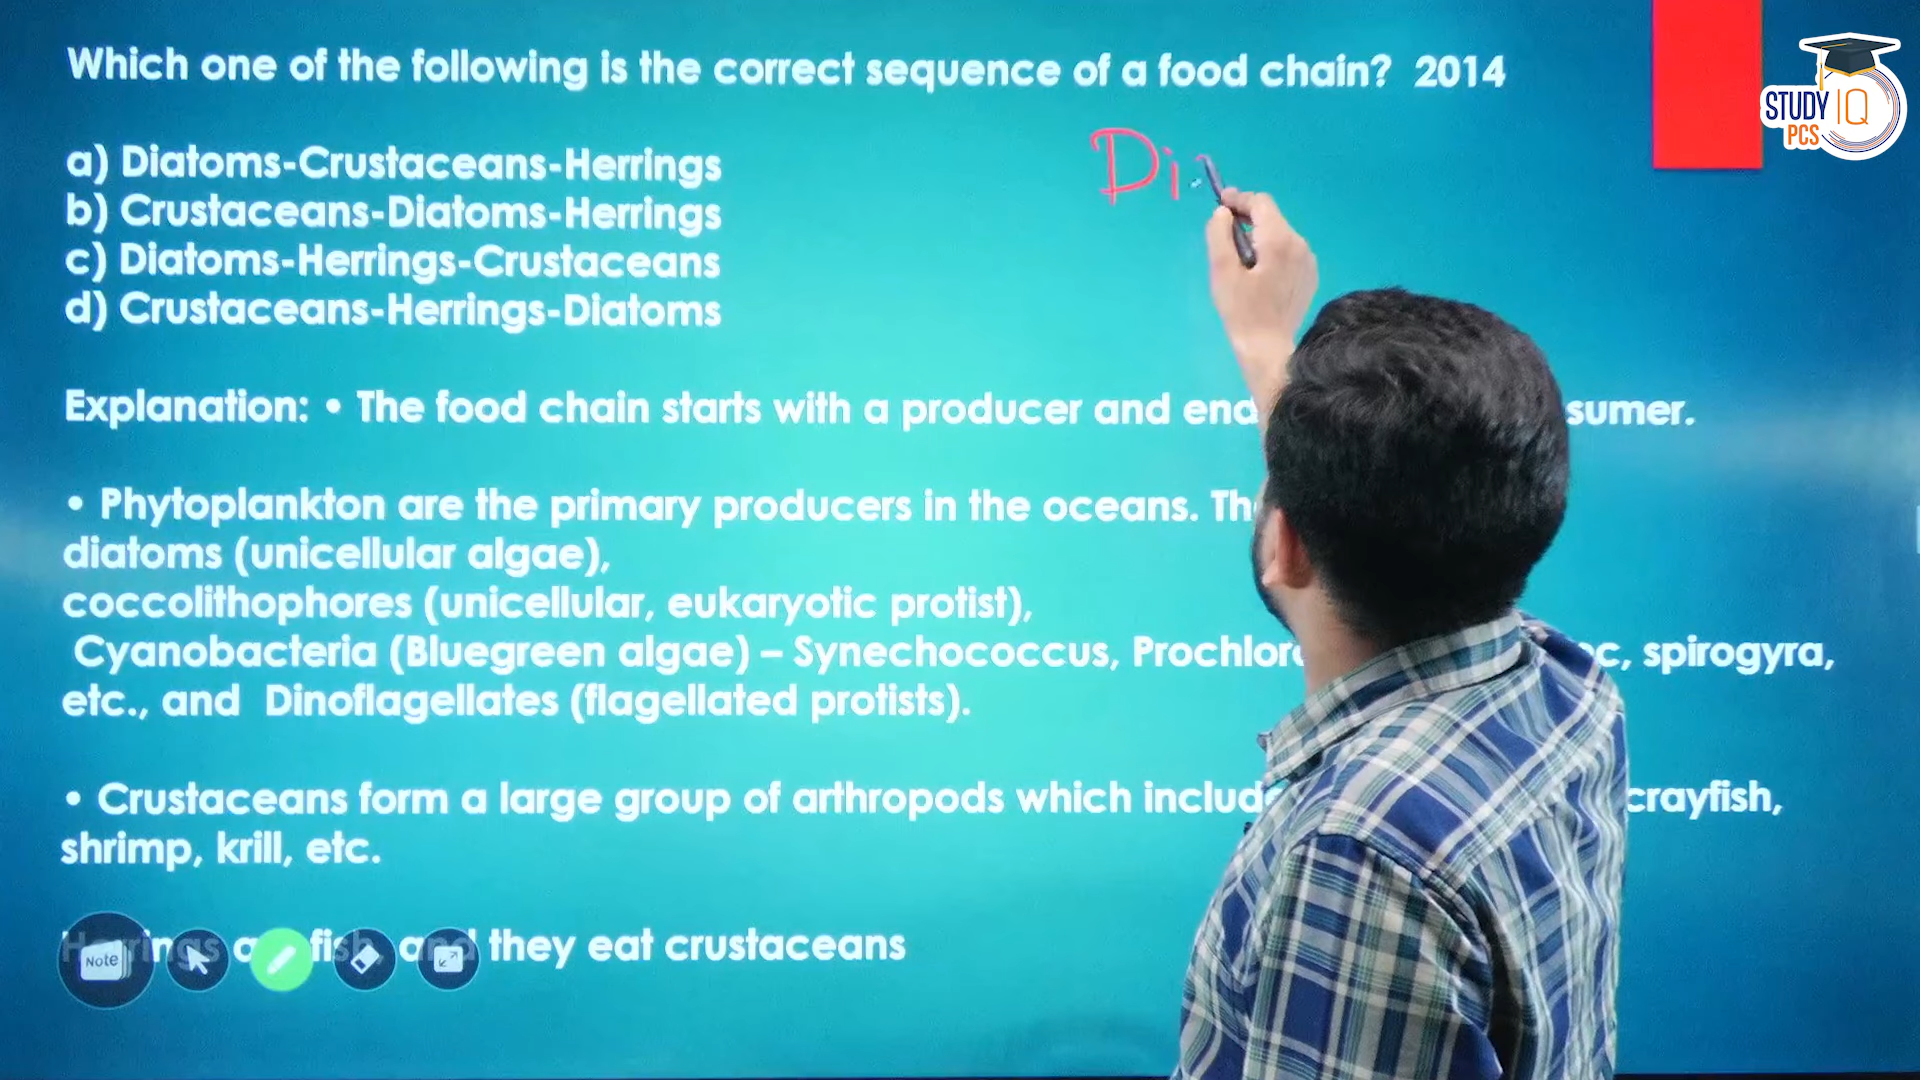 Which one of the following is the correct sequence of a food chain? 2014
STUDY IQ
PCS
Di
a) Diatoms-Crustaceans-Herrings
b) Crustaceans-Diatoms-Herrings
c) Diatoms-Herrings-Crustaceans
d) Crustaceans-Herrings-Diatoms
Explanation: • The food chain starts with a producer and sumer.
• Phytoplankton are the primary producers in the oceans.
diatoms (unicellular algae),
coccolithophores (unicellular, eukaryotic protist),
Cyanobacteria (Bluegreen algae) – Synechococcus, spirogyra,
etc., and Dinoflagellates (flagellated protists).
• Crustaceans form a large group of arthropods which crayfish,
shrimp, krill, etc.
Herrings fish, and they eat crustaceans
Note